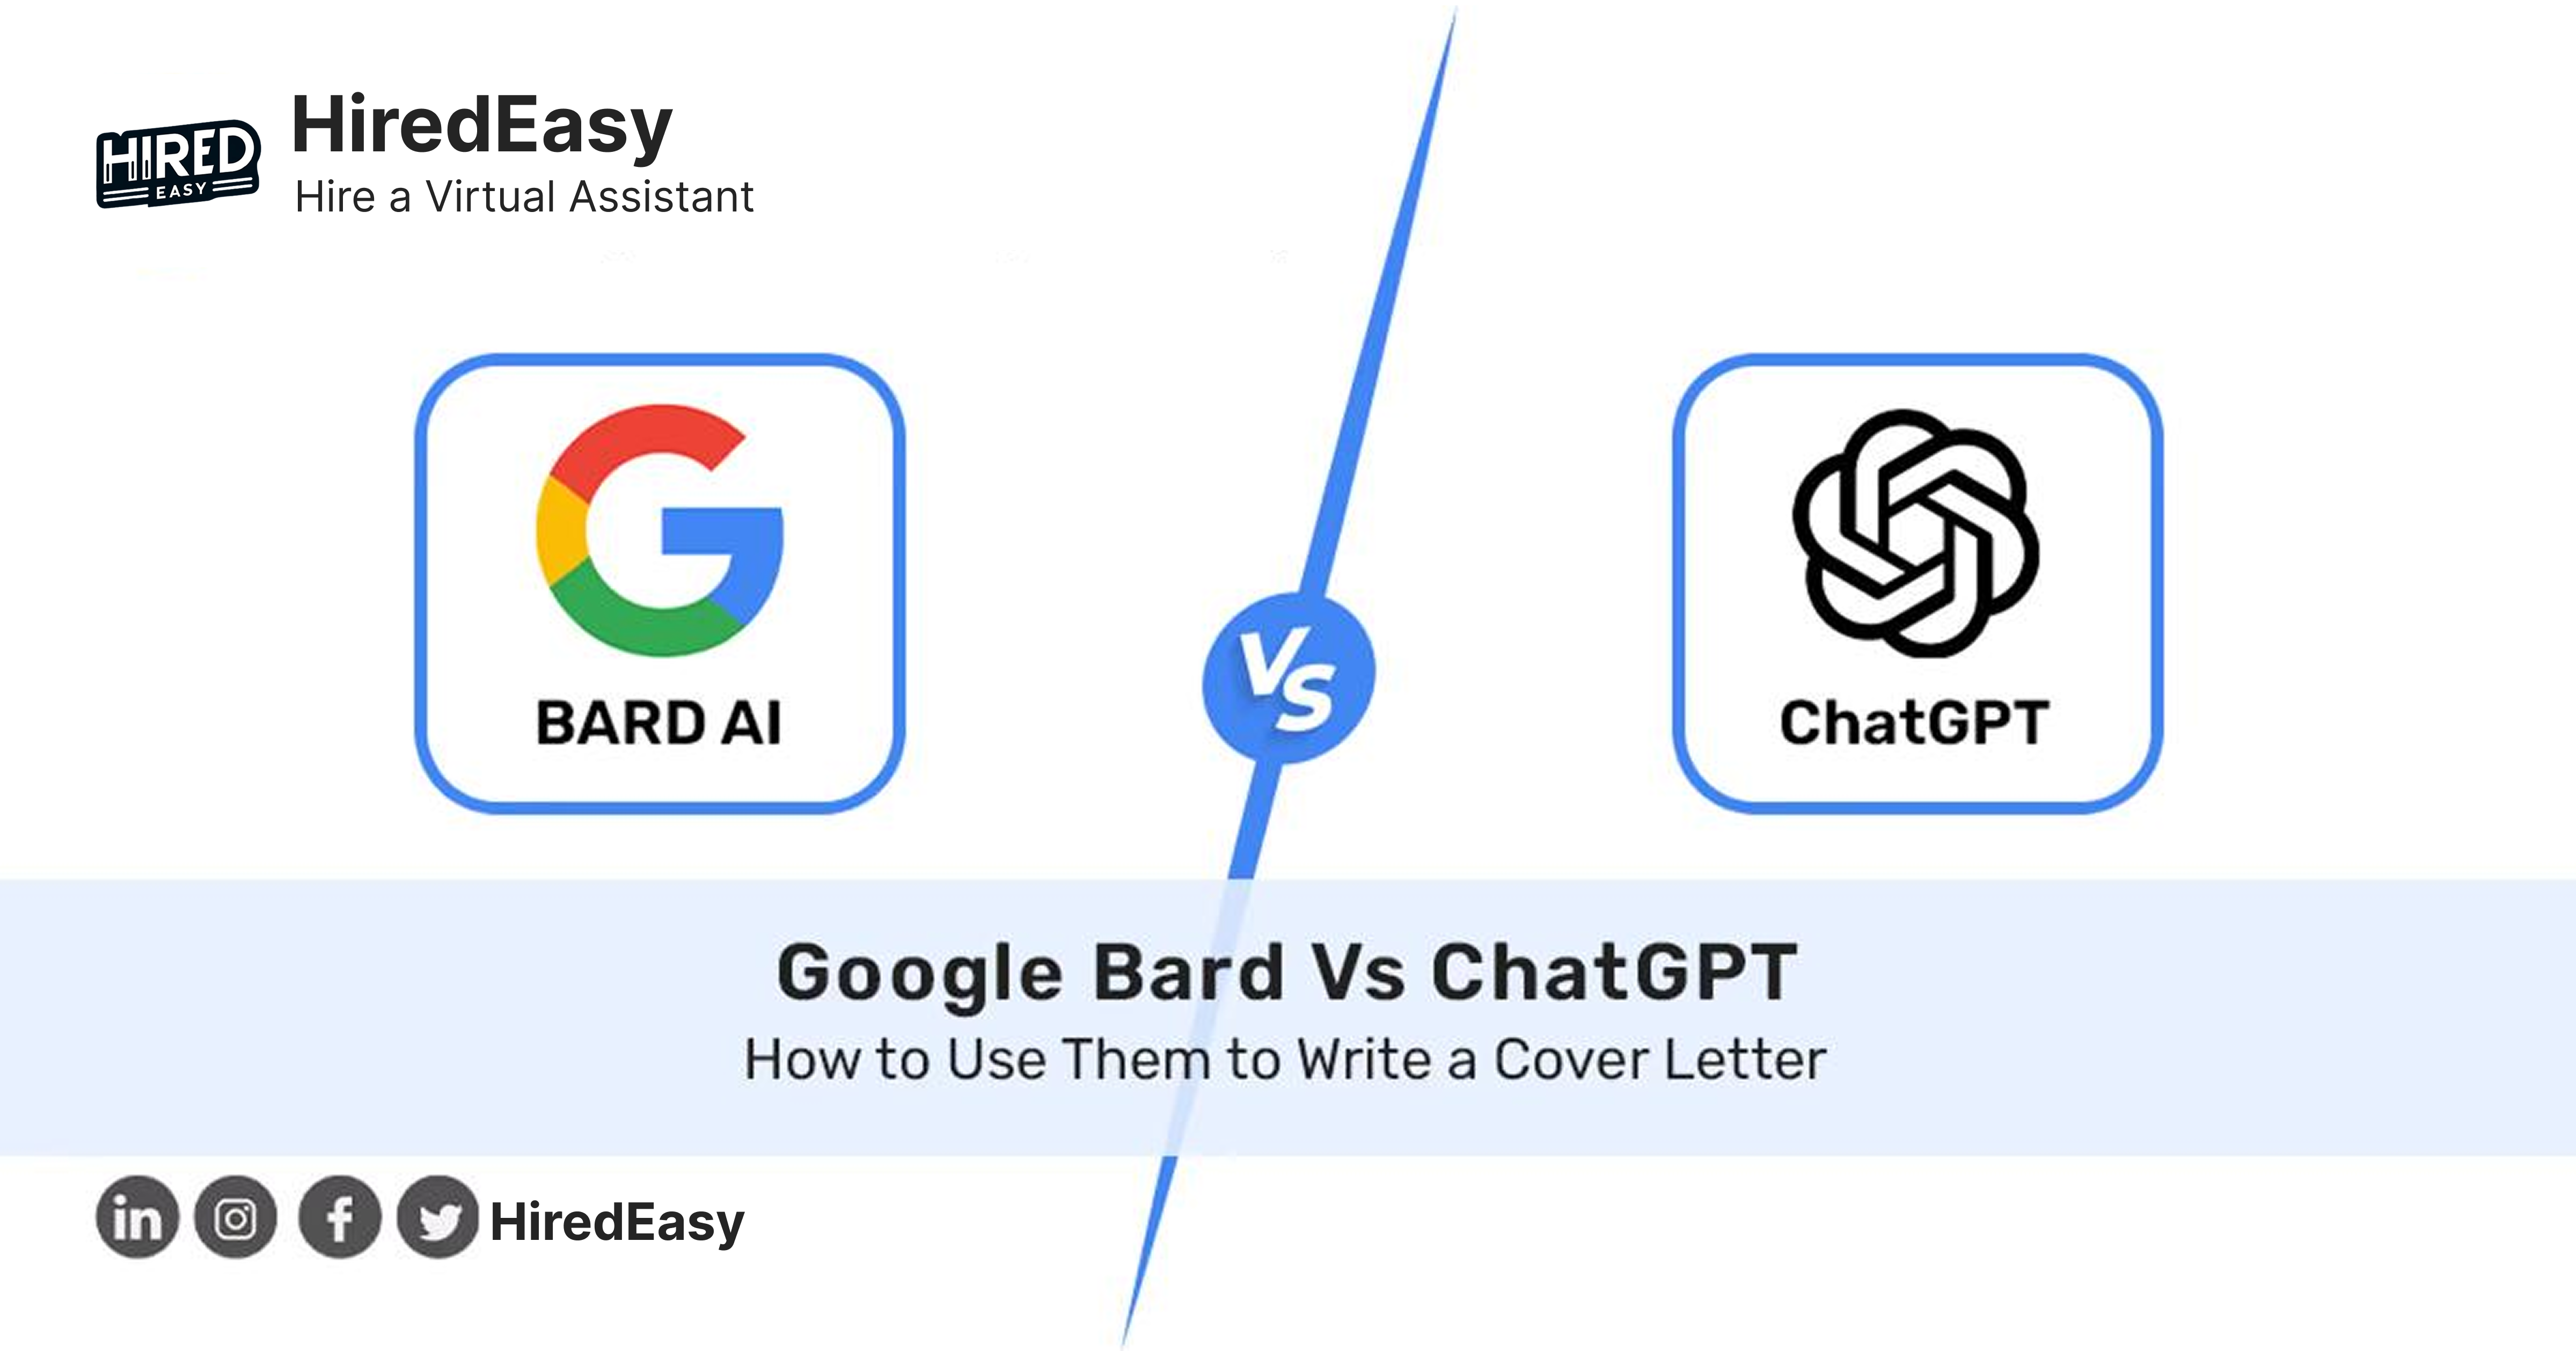 HIRED
EASY
HiredEasy
Hire a Virtual Assistant
BARD AI
VS
ChatGPT
Google Bard Vs ChatGPT
How to Use Them to Write a Cover Letter
in
f
HiredEasy